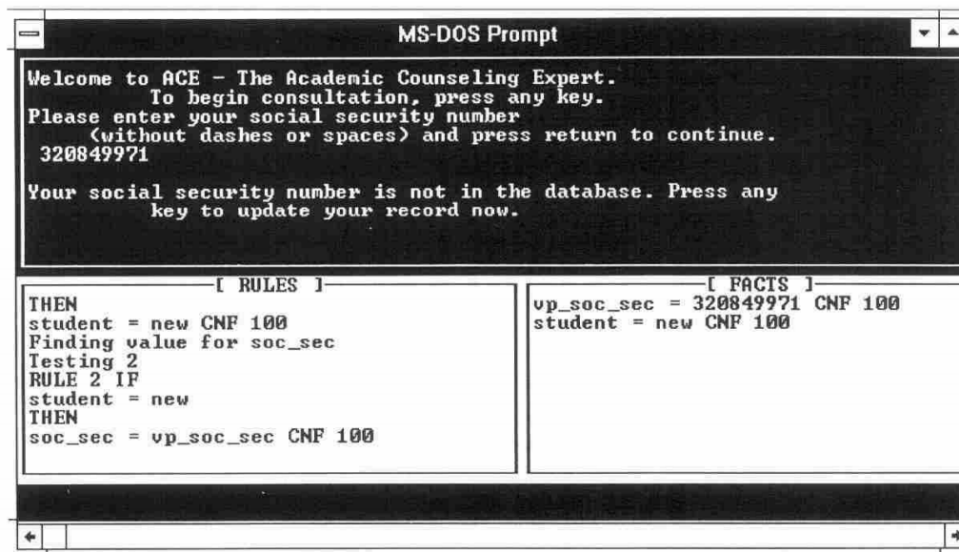 MS-DOS Prompt
Welcome to ACE - The Academic Counseling Expert.
To begin consultation, press any key.
Please enter your social security number
(without dashes or spaces) and press return to continue.
320849971
Your social security number is not in the database. Press any
key to update your record now.
[ RULES ]
THEN
student = new CNF 100
Finding value for soc_sec
Testing 2
RULE 2 IF
student = new
THEN
soc_sec = vp_soc_sec CNF 100
[ FACTS ]
vp_soc_sec = 320849971 CNF 100
student = new CNF 100